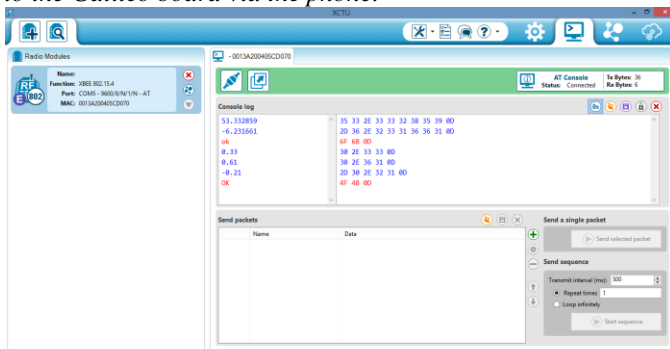 to the Galileo board via the phone.
XCTU
Radio Modules
Name:
Function: XBEE 802.15.4
Port: COM5 - 9600/8/N/1/N - AT
MAC: 0013A200405CD070
- 0013A200405CD070
AT Console
Status: Connected
Tx Bytes: 36
Rx Bytes: 6
Console log
53.332859
-6.231661
ok
0.33
0.61
-0.21
OK
35 33 2E 33 33 32 38 35 39 0D
2D 36 2E 32 33 31 36 36 31 0D
6F 6B 0D
30 2E 33 33 0D
30 2E 36 31 0D
2D 30 2E 32 31 0D
4F 4B 0D
Send packets
Name Data
Send a single packet
Send selected packet
Send sequence
Transmit interval (ms): 500
Repeat times 1
Loop infinitely
Start sequence